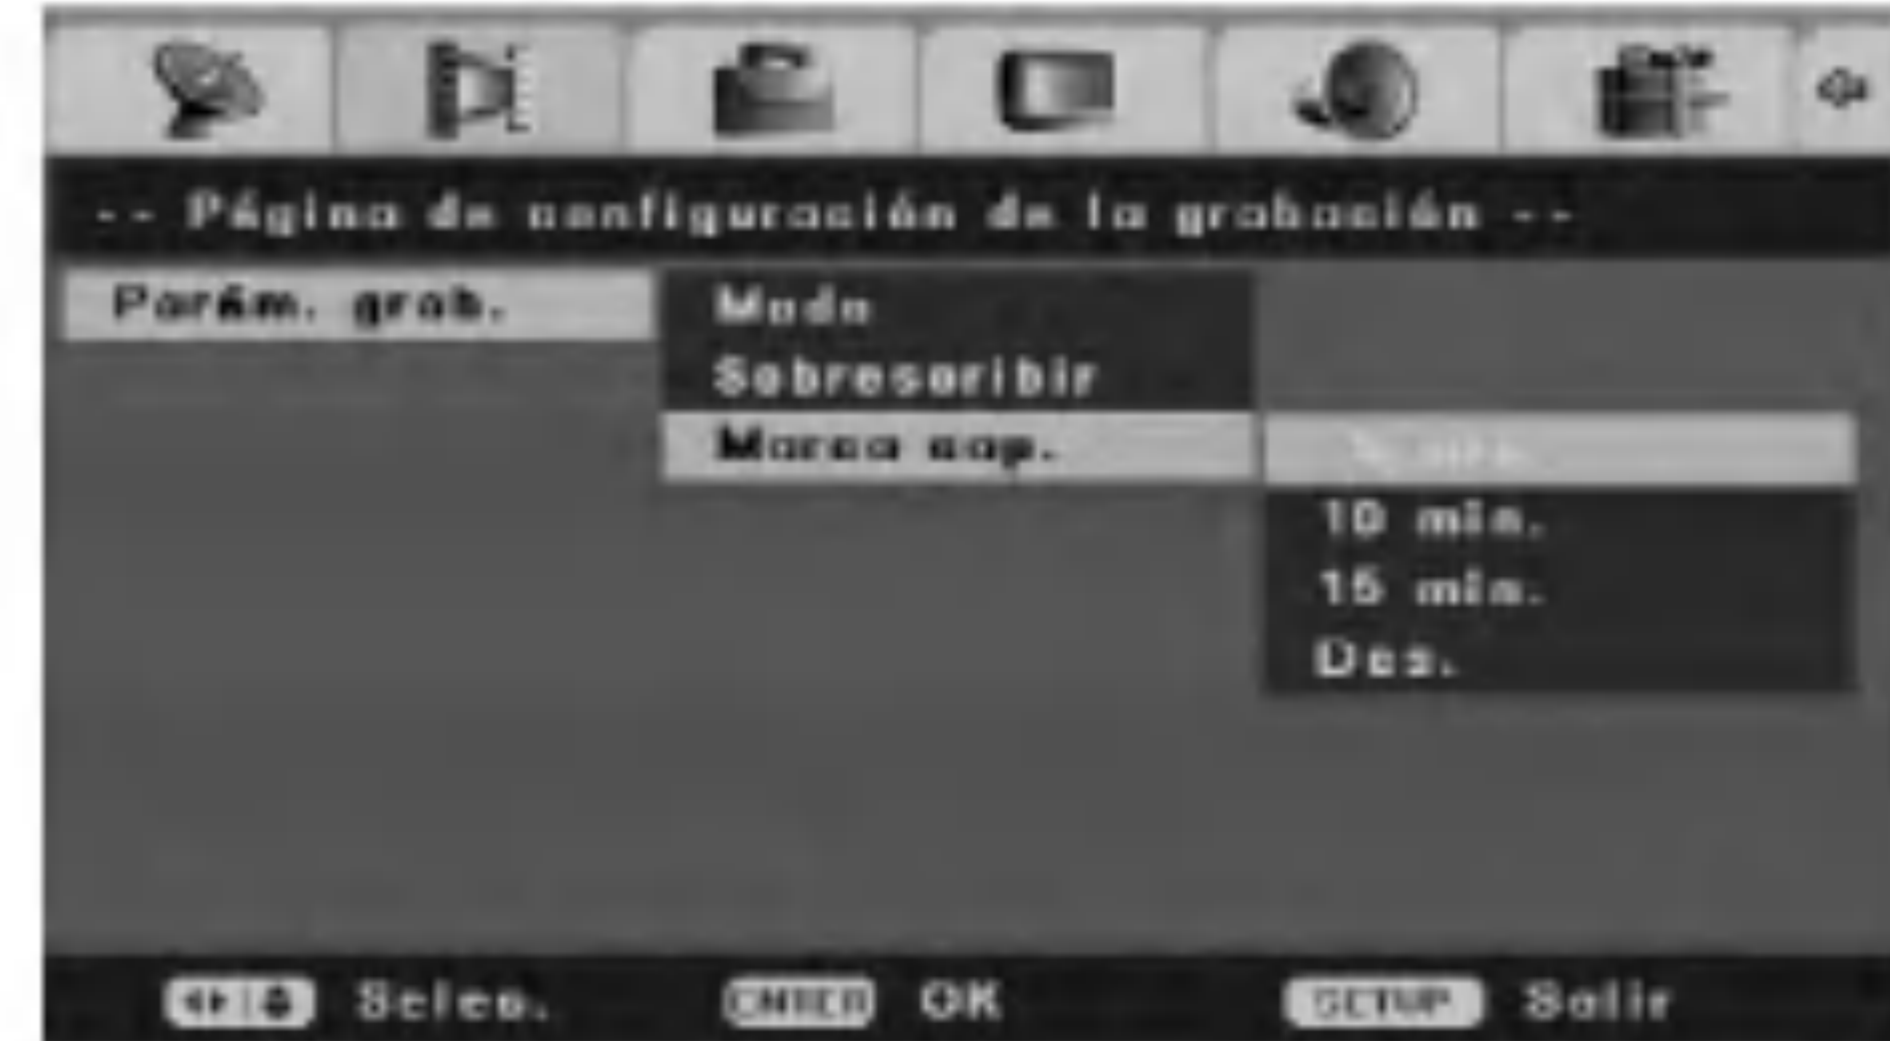 -- Página de configuración de la grabación --
Parám. grab.
Modo
Sobrescribir
Marca cap.
10 min.
15 min.
Des.
Selec.
ENTER OK
SETUP Salir